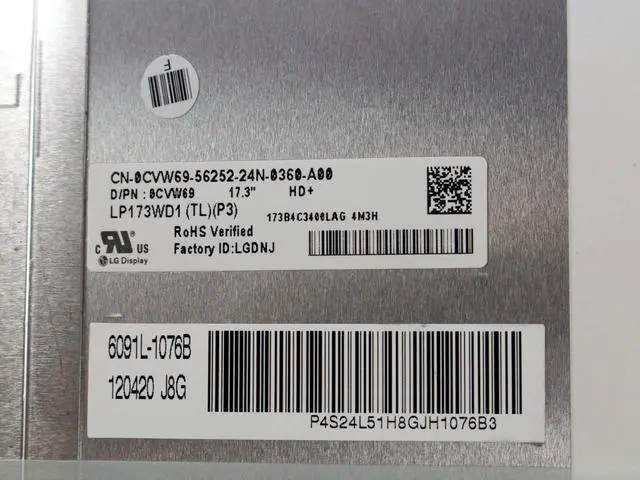 F
CN-0CVW69-56252-24N-0360-A00
D/PN : 0CVW69 17.3" HD+
LP173WD1 (TL)(P3)
173B4C3400LAG 4M3H
RoHS Verified
C RU US Factory ID:LGDNJ
LG Display
6091L-1076B
120420 J8G
P4S24L51H8GJH1076B3